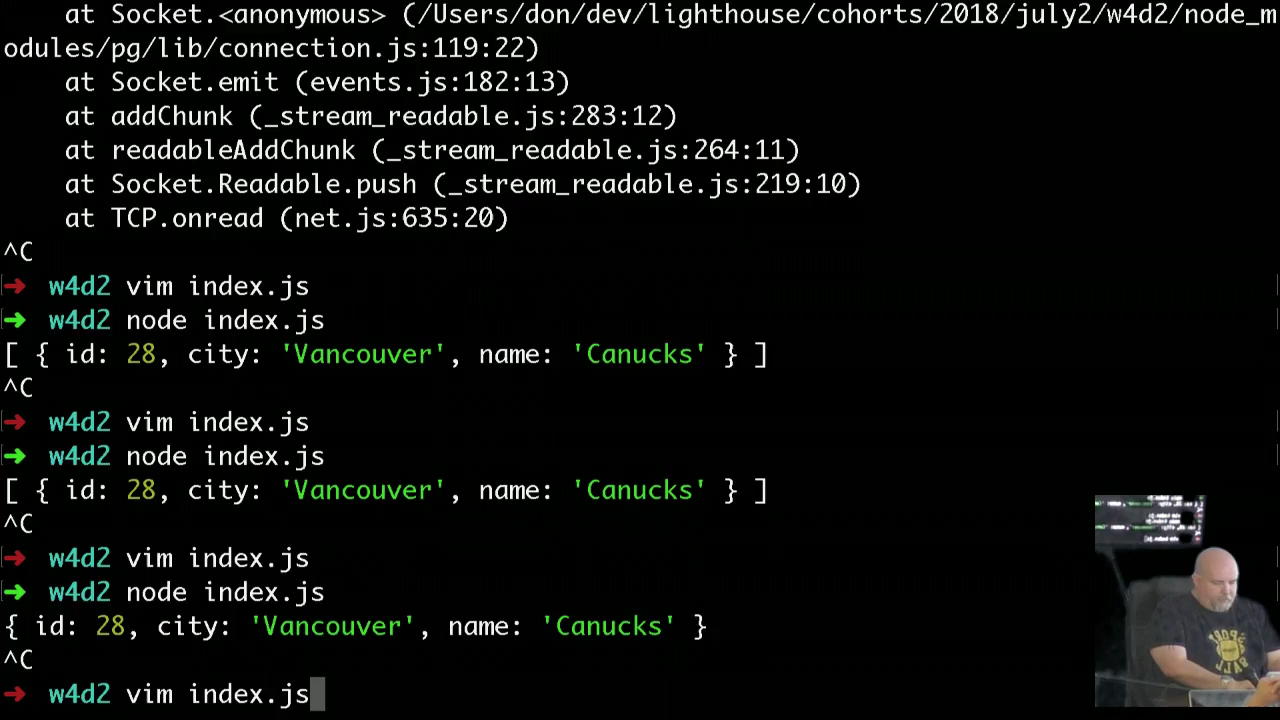 at Socket.<anonymous> (/Users/don/dev/lighthouse/cohorts/2018/july2/w4d2/node_m
odules/pg/lib/connection.js:119:22)
    at Socket.emit (events.js:182:13)
    at addChunk (_stream_readable.js:283:12)
    at readableAddChunk (_stream_readable.js:264:11)
    at Socket.Readable.push (_stream_readable.js:219:10)
    at TCP.onread (net.js:635:20)
^C
→ w4d2 vim index.js
→ w4d2 node index.js
[ { id: 28, city: 'Vancouver', name: 'Canucks' } ]
^C
→ w4d2 vim index.js
→ w4d2 node index.js
[ { id: 28, city: 'Vancouver', name: 'Canucks' } ]
^C
→ w4d2 vim index.js
→ w4d2 node index.js
{ id: 28, city: 'Vancouver', name: 'Canucks' }
^C
→ w4d2 vim index.js